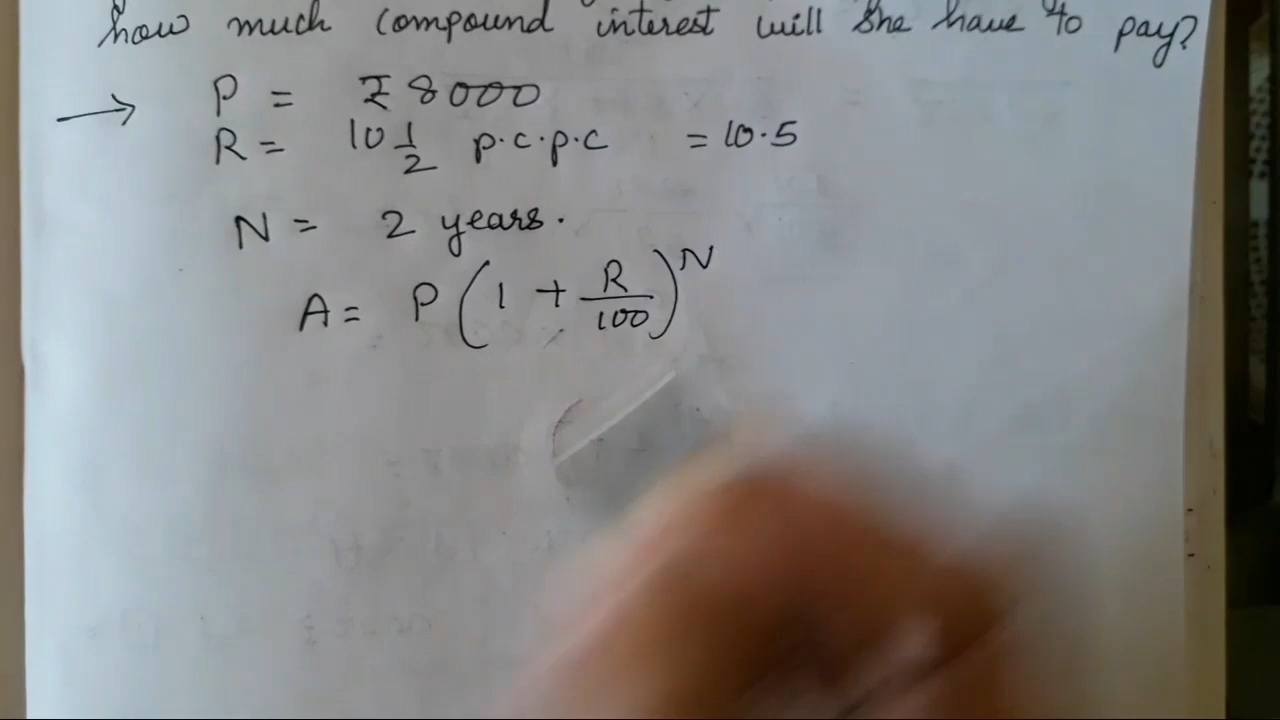 how much compound interest will she have to pay?
→ P = ₹ 8000
R = 10 1/2 p.c.p.c = 10.5
N = 2 years.
A = P (1 + R/100)^N